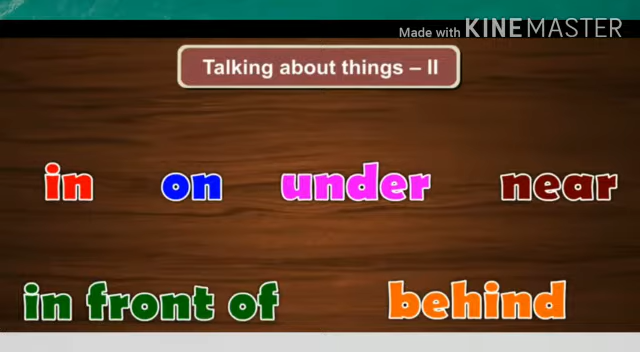 Made with KINEMASTER
Talking about things – II
in on under near
in front of behind